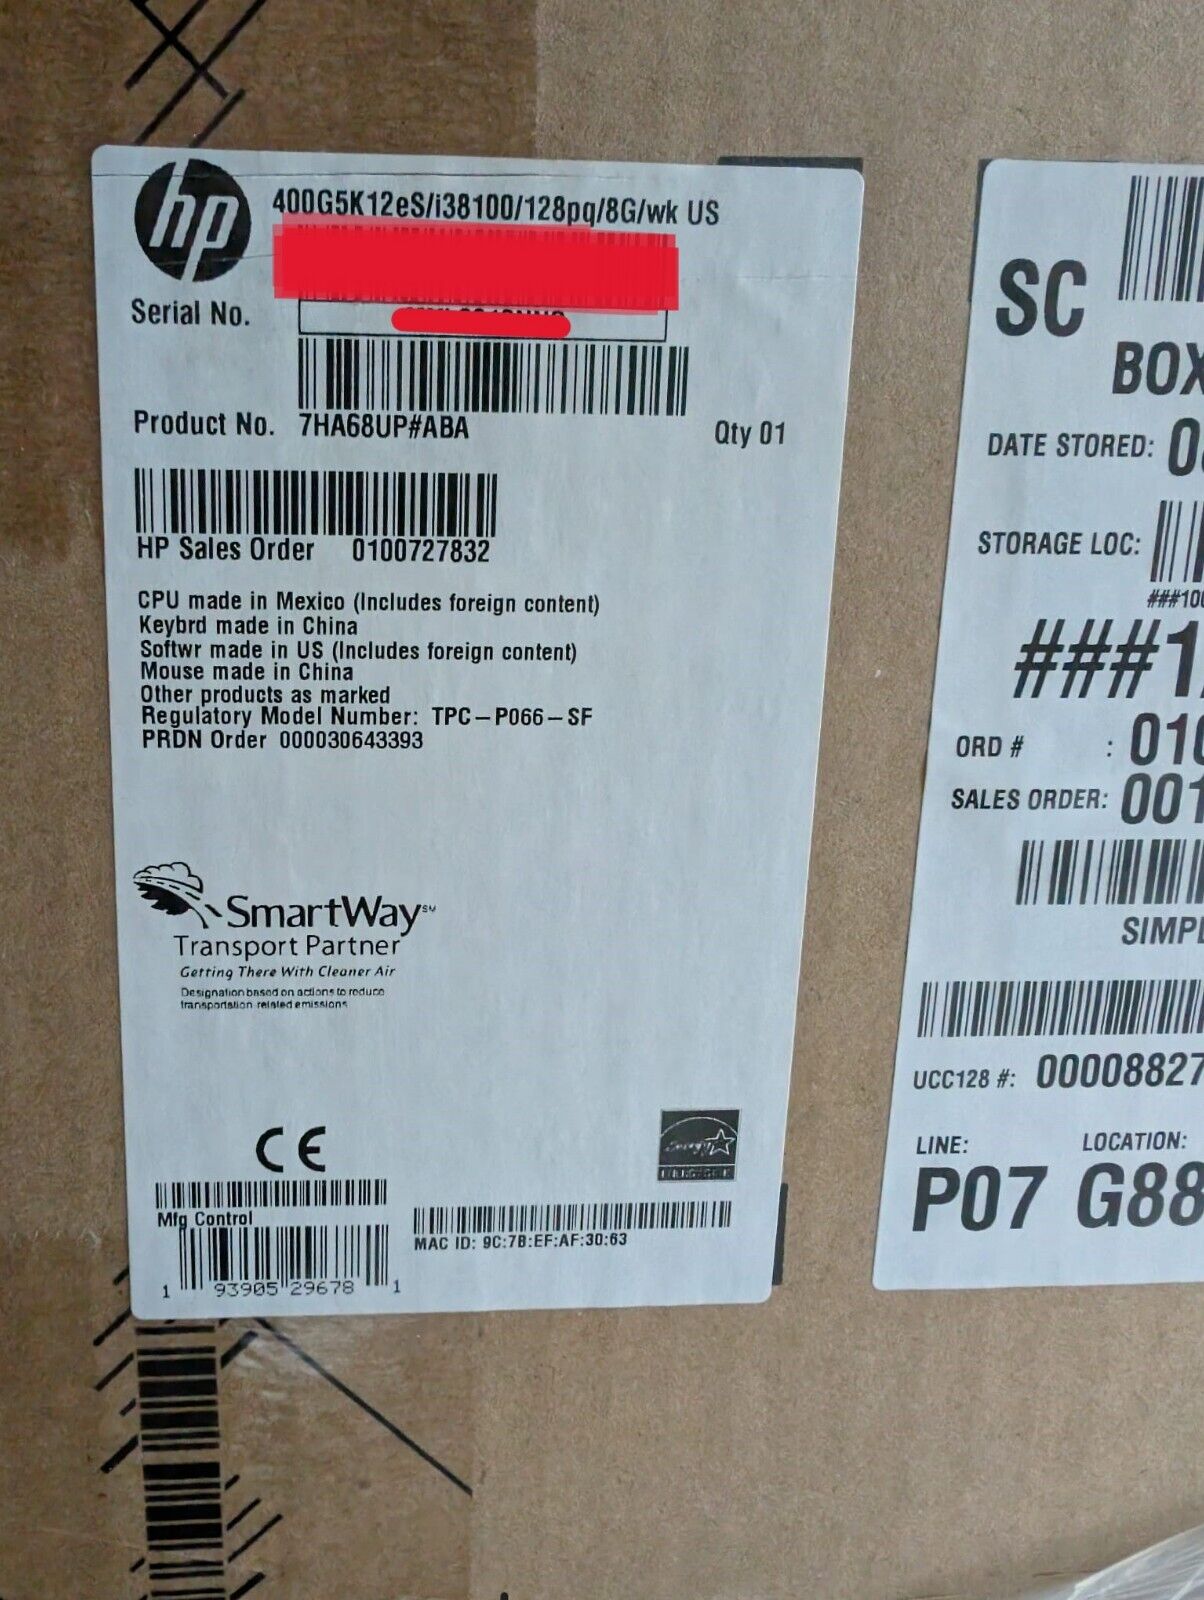 hp
400G5K12eS/i38100/128pq/8G/wk US
Serial No.
Product No. 7HA68UP#ABA
Qty 01
HP Sales Order 0100727832
CPU made in Mexico (Includes foreign content)
Keybrd made in China
Softwr made in US (Includes foreign content)
Mouse made in China
Other products as marked
Regulatory Model Number: TPC-P066-SF
PRDN Order 000030643393
SmartWay SM
Transport Partner
Getting There With Cleaner Air
Designation based on actions to reduce
transportation-related emissions
CE
Mfg Control
MAC ID: 9C:7B:EF:AF:30:63
1 93905 29678 1
SC
BOX
DATE STORED:
STORAGE LOC:
###100
###1
ORD # : 010
SALES ORDER: 001
SIMPL
UCC128 #: 00008827
LINE: LOCATION:
P07 G88